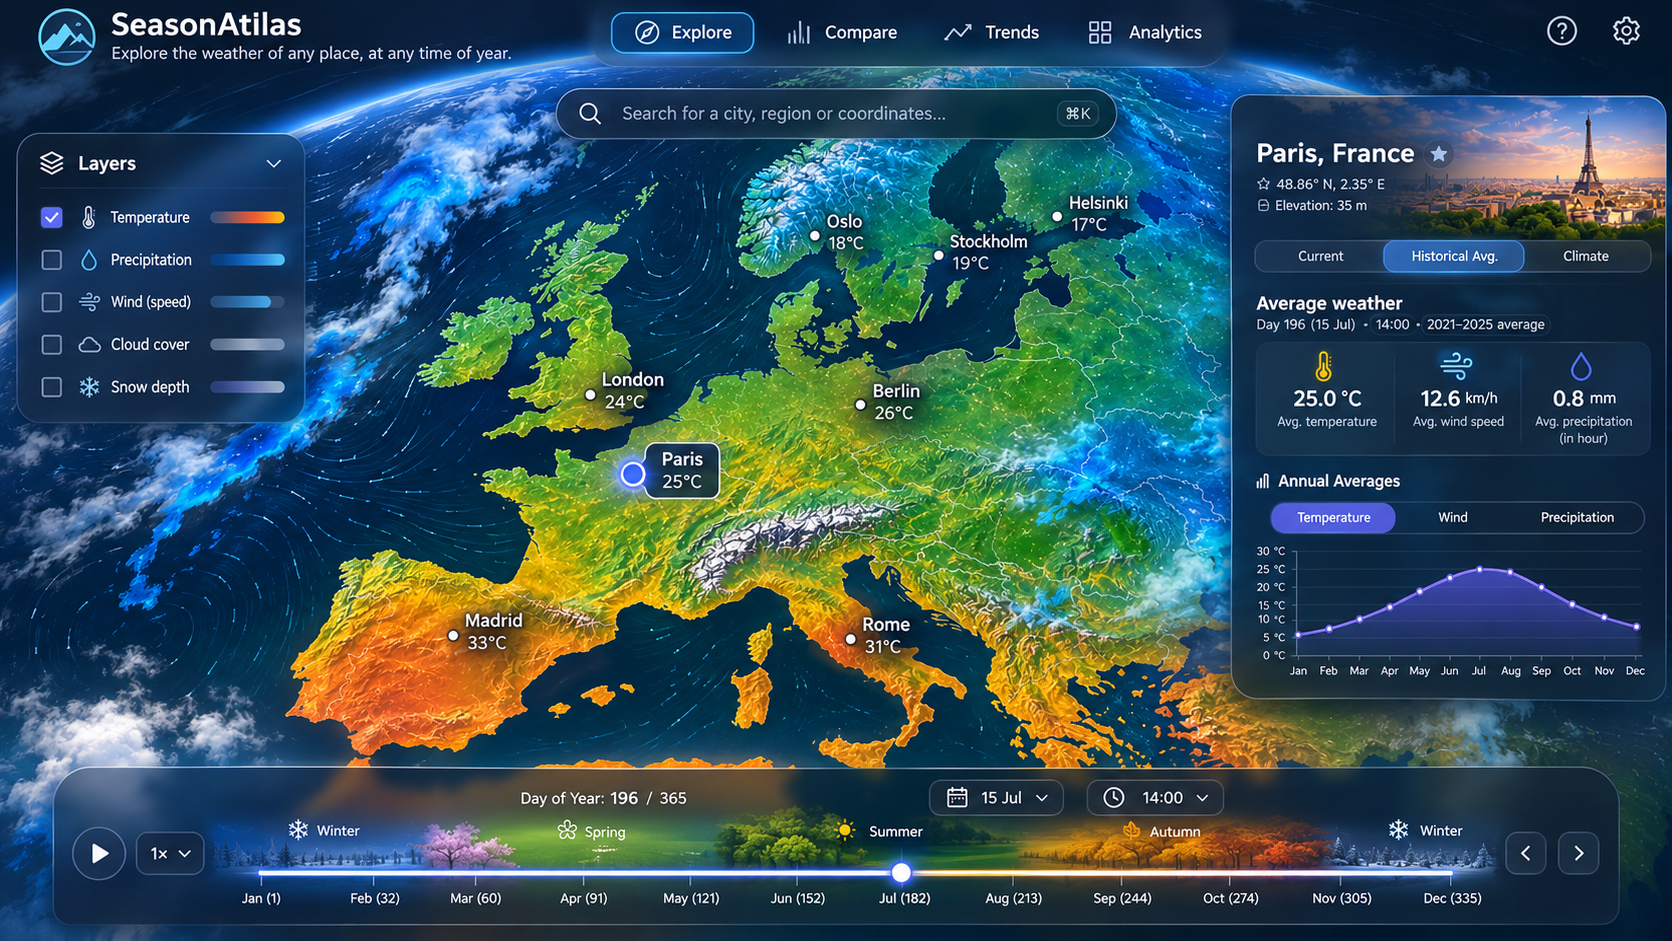 SeasonAtilas
Explore the weather of any place, at any time of year.
Explore
Compare
Trends
Analytics
?
Search for a city, region or coordinates...
⌘K
Layers
Temperature
Precipitation
Wind (speed)
Cloud cover
Snow depth
Helsinki
17°C
Oslo
18°C
Stockholm
19°C
London
24°C
Berlin
26°C
Paris
25°C
Madrid
33°C
Rome
31°C
Paris, France
48.86° N, 2.35° E
Elevation: 35 m
Current
Historical Avg.
Climate
Average weather
Day 196 (15 Jul) • 14:00 • 2021–2025 average
25.0 °C
Avg. temperature
12.6 km/h
Avg. wind speed
0.8 mm
Avg. precipitation
(in hour)
Annual Averages
Temperature
Wind
Precipitation
30 °C
25 °C
20 °C
15 °C
10 °C
5 °C
0 °C
Jan Feb Mar Apr May Jun Jul Aug Sep Oct Nov Dec
Day of Year: 196 / 365
15 Jul
14:00
1×
Winter
Spring
Summer
Autumn
Winter
Jan (1) Feb (32) Mar (60) Apr (91) May (121) Jun (152) Jul (182) Aug (213) Sep (244) Oct (274) Nov (305) Dec (335)